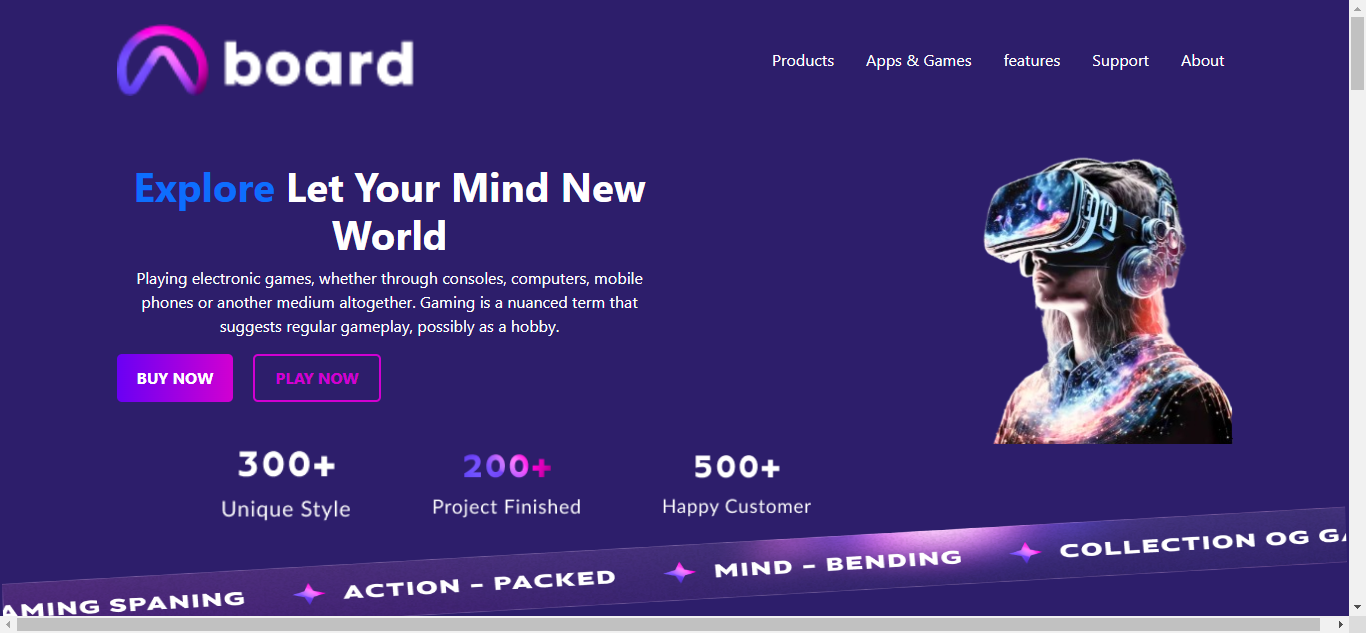 board
Products Apps & Games features Support About
Explore Let Your Mind New
World
Playing electronic games, whether through consoles, computers, mobile
phones or another medium altogether. Gaming is a nuanced term that
suggests regular gameplay, possibly as a hobby.
BUY NOW PLAY NOW
300+ 200+ 500+
Unique Style Project Finished Happy Customer
AMING SPANING ACTION – PACKED MIND – BENDING COLLECTION OG GA